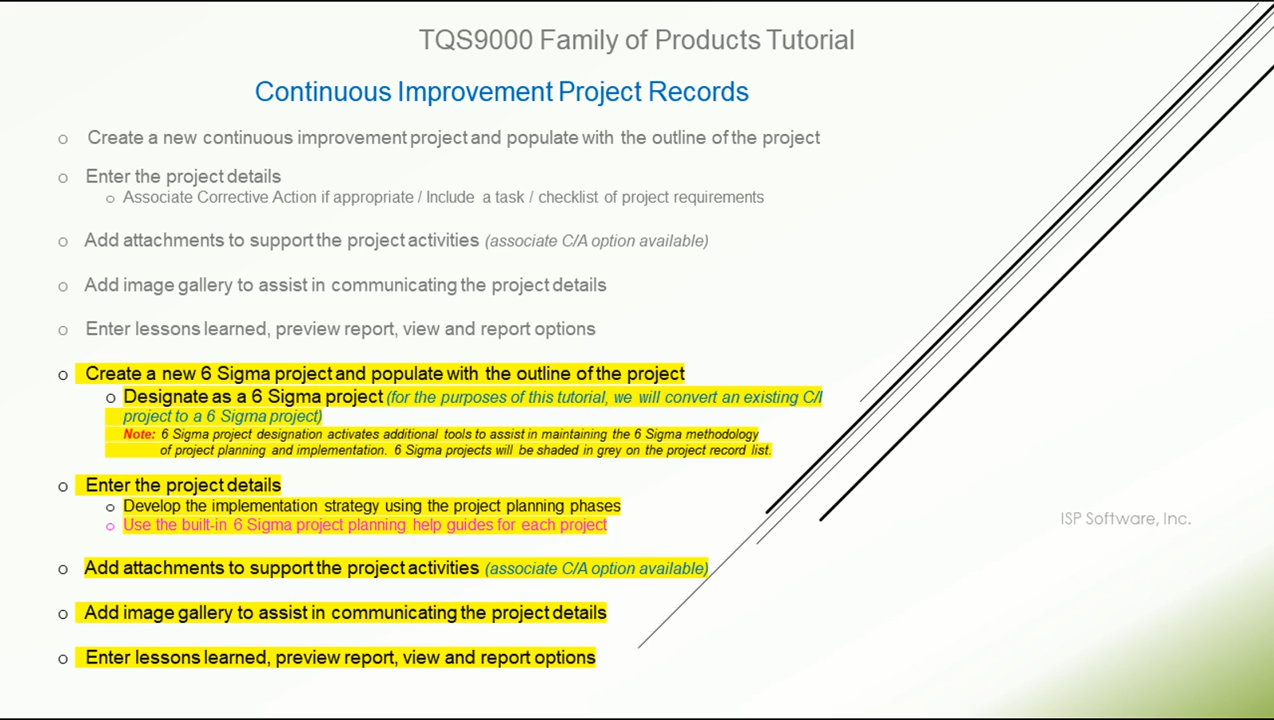 TQS9000 Family of Products Tutorial
Continuous Improvement Project Records
o Create a new continuous improvement project and populate with the outline of the project
o Enter the project details
o Associate Corrective Action if appropriate / Include a task / checklist of project requirements
o Add attachments to support the project activities (associate C/A option available)
o Add image gallery to assist in communicating the project details
o Enter lessons learned, preview report, view and report options
o Create a new 6 Sigma project and populate with the outline of the project
o Designate as a 6 Sigma project (for the purposes of this tutorial, we will convert an existing C/I
project to a 6 Sigma project)
Note: 6 Sigma project designation activates additional tools to assist in maintaining the 6 Sigma methodology
of project planning and implementation. 6 Sigma projects will be shaded in grey on the project record list.
o Enter the project details
o Develop the implementation strategy using the project planning phases
o Use the built-in 6 Sigma project planning help guides for each project
ISP Software, Inc.
o Add attachments to support the project activities (associate C/A option available)
o Add image gallery to assist in communicating the project details
o Enter lessons learned, preview report, view and report options